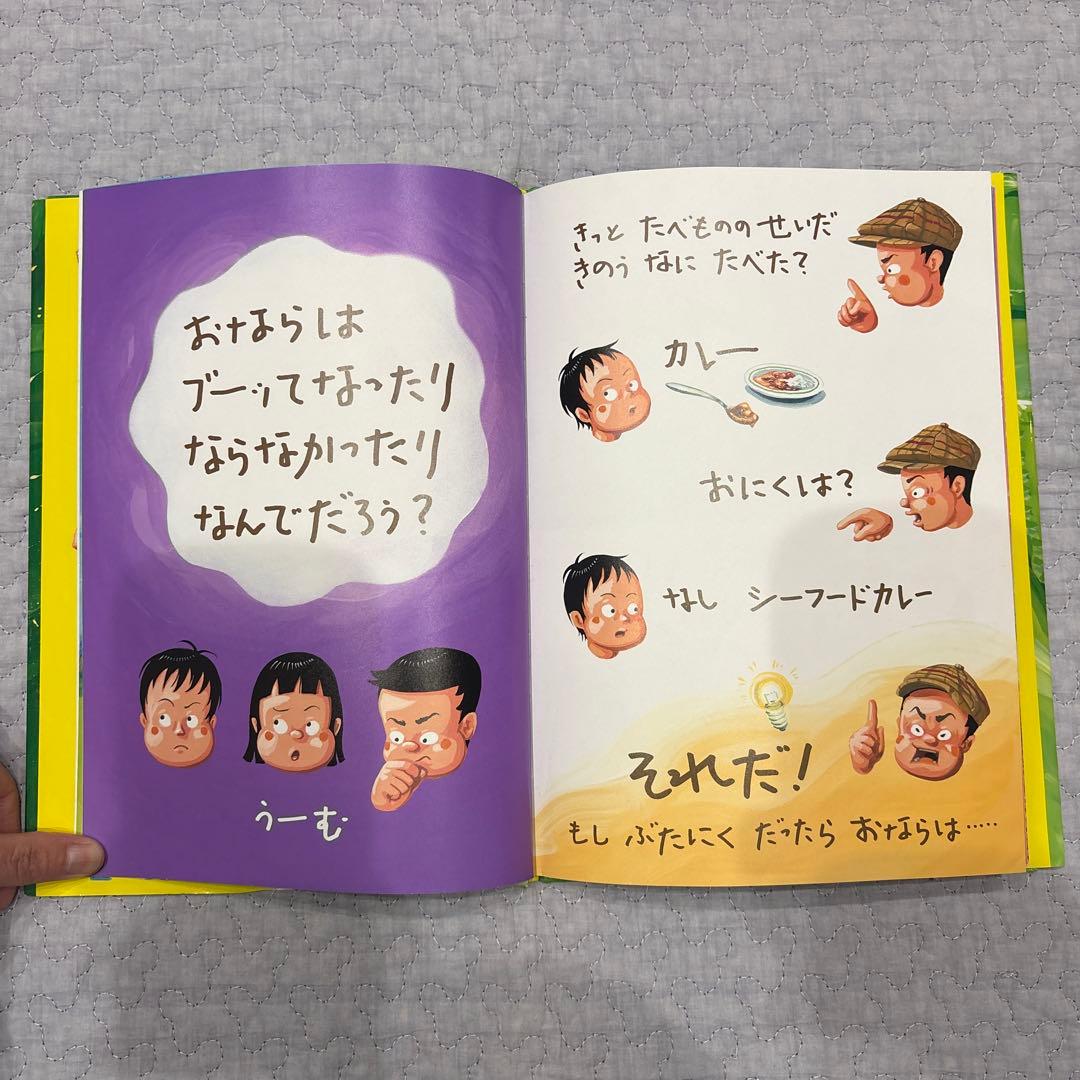 おならは
ブーッてなったり
ならなかったり
なんでだろう？
うーむ
きっと たべもののせいだ
きのう なに たべた？
カレー
おにくは？
なし シーフードカレー
それだ！
もし ぶたにく だったら おならは‥‥‥